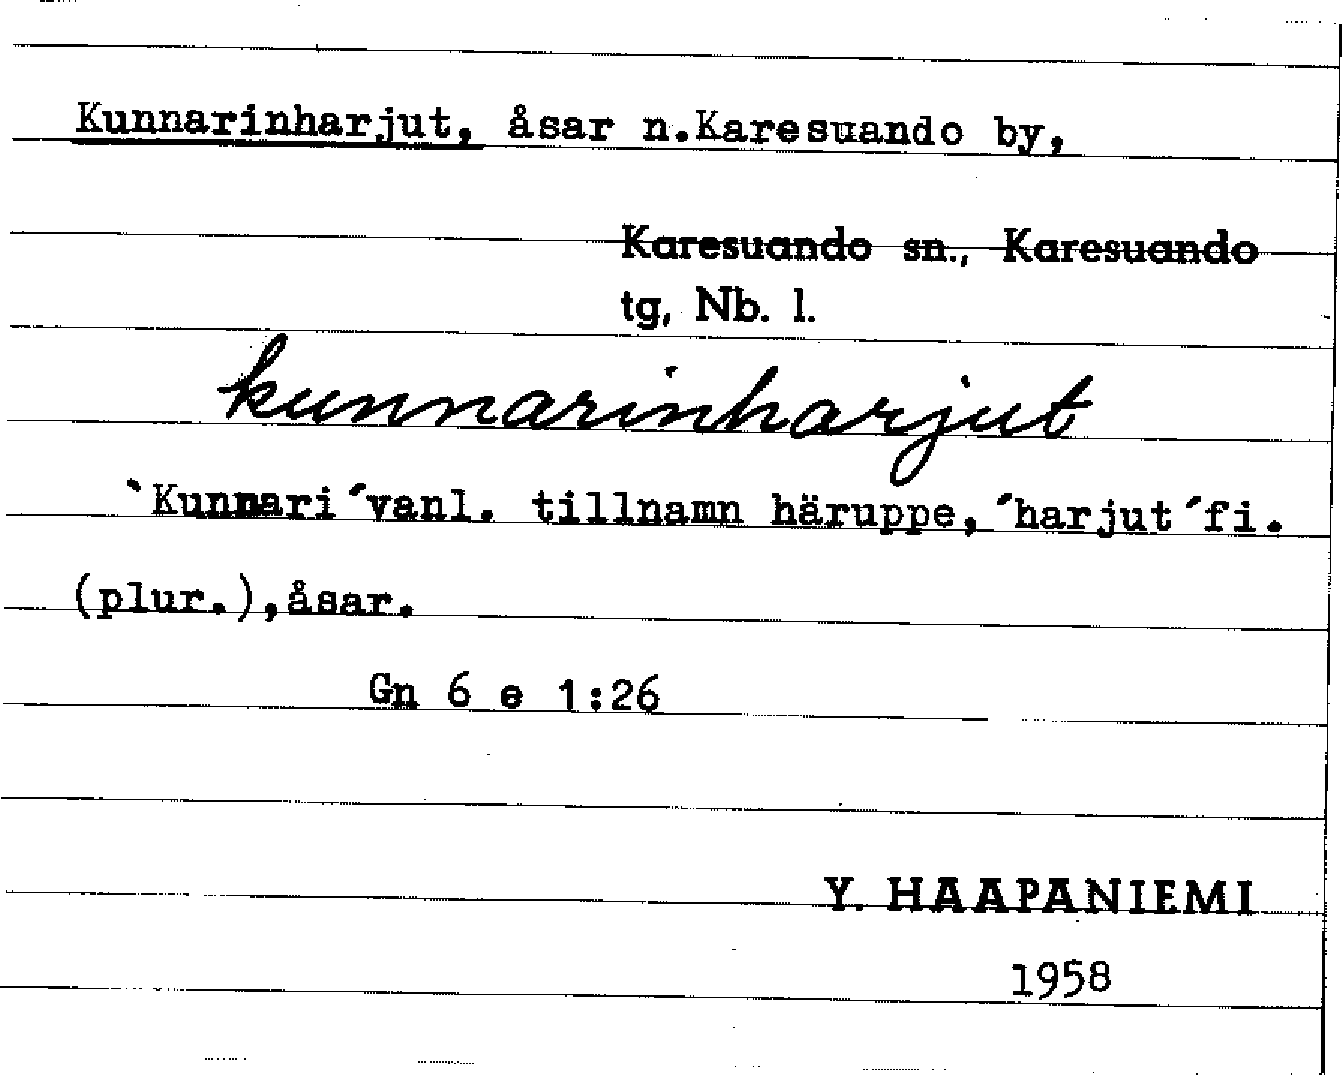 Kunnarinharjut, åsar n.Karesuando by,
Karesuando sn., Karesuando
tg, Nb. l.
kunnarinharjut
`Kunnari´vanl. tillnamn häruppe,´harjut´fi.
(plur.),åsar.
Gn 6 e 1:26
Y. HAAPANIEMI
1958